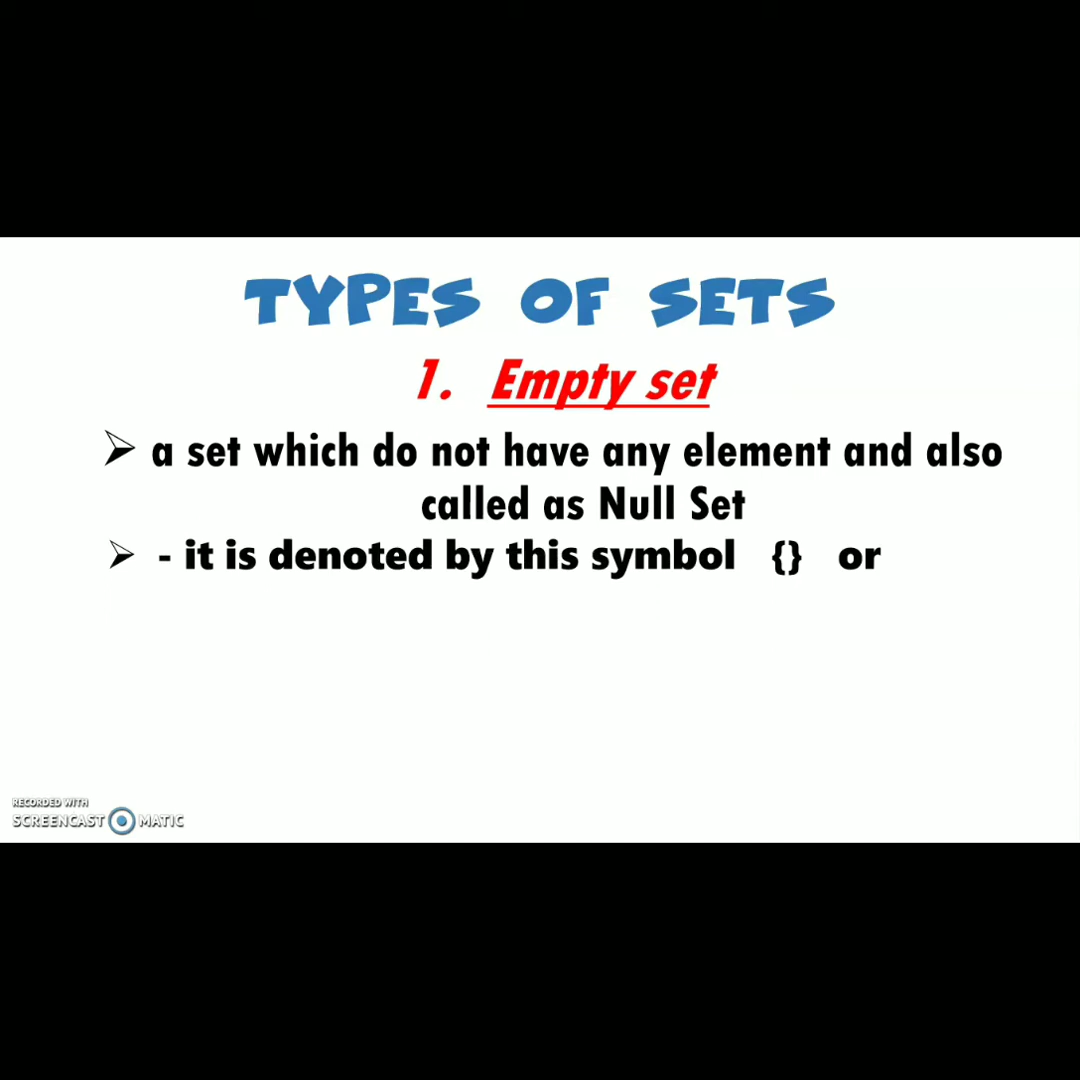 TYPES OF SETS
1. Empty set
➢ a set which do not have any element and also
called as Null Set
➢ - it is denoted by this symbol {} or
RECORDED WITH
SCREENCAST MATIC